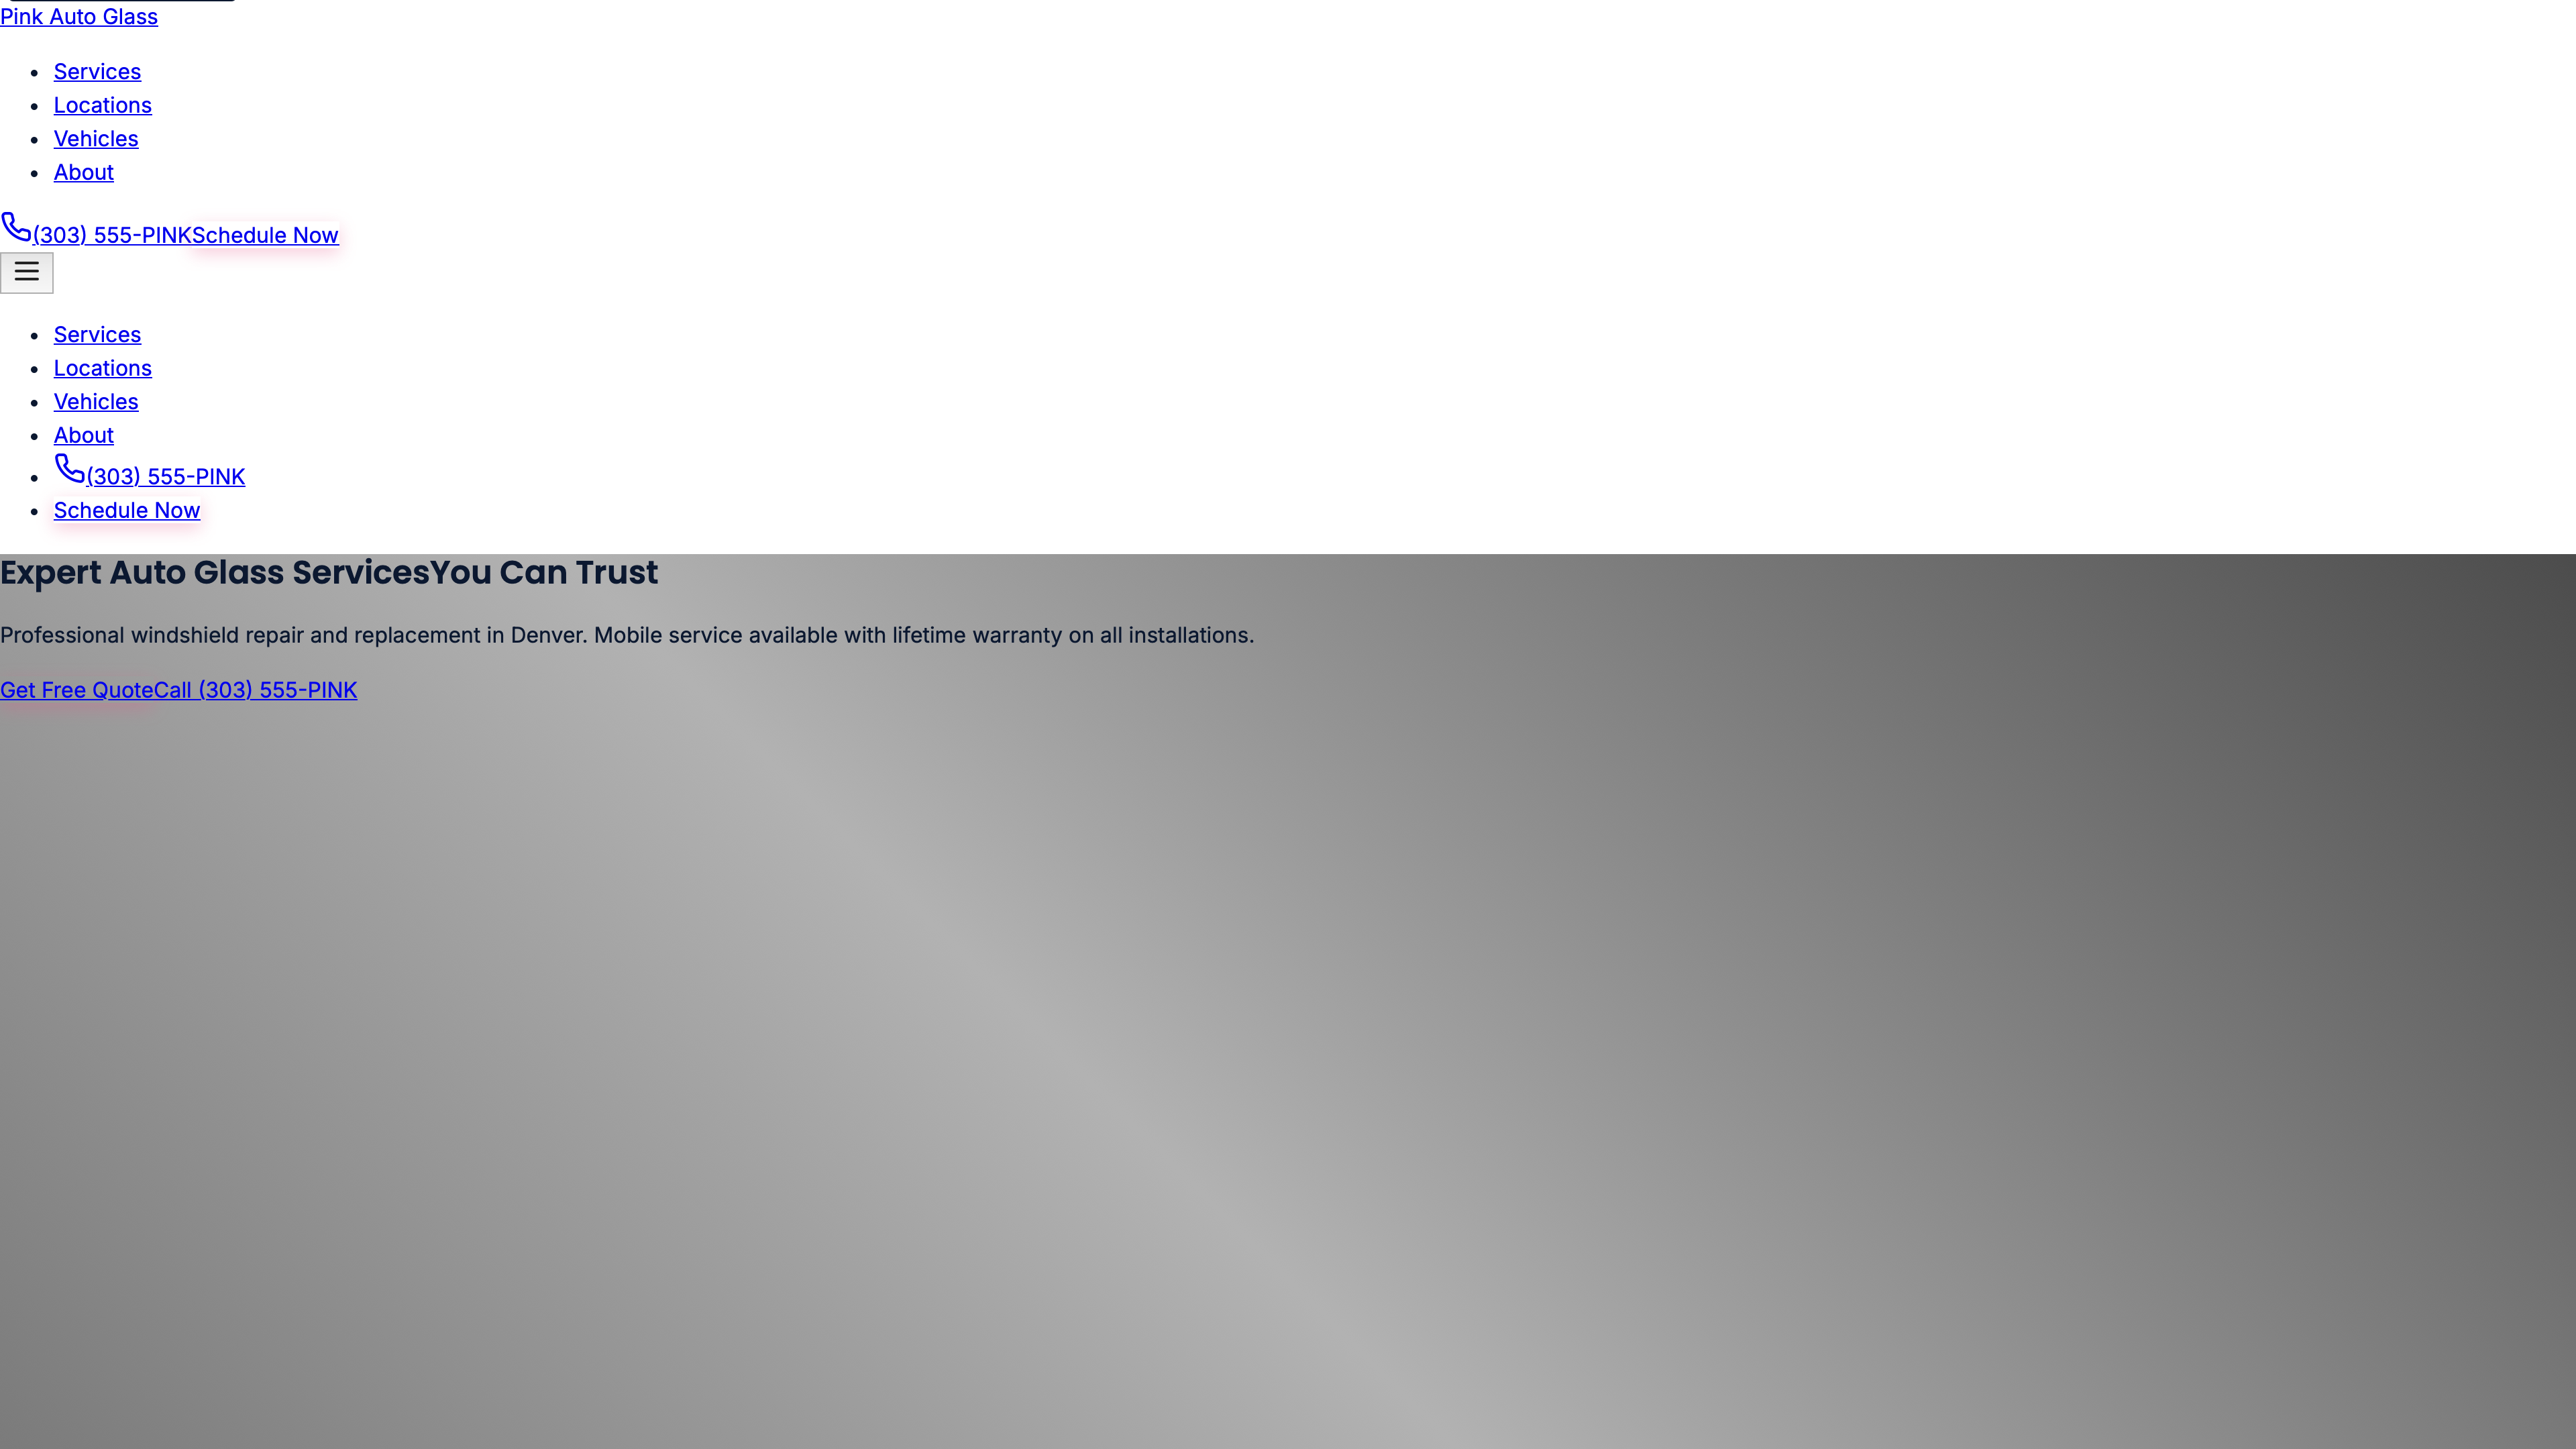 Pink Auto Glass
Services
Locations
Vehicles
About
(303) 555-PINKSchedule Now
Services
Locations
Vehicles
About
(303) 555-PINK
Schedule Now
Expert Auto Glass ServicesYou Can Trust
Professional windshield repair and replacement in Denver. Mobile service available with lifetime warranty on all installations.
Get Free QuoteCall (303) 555-PINK